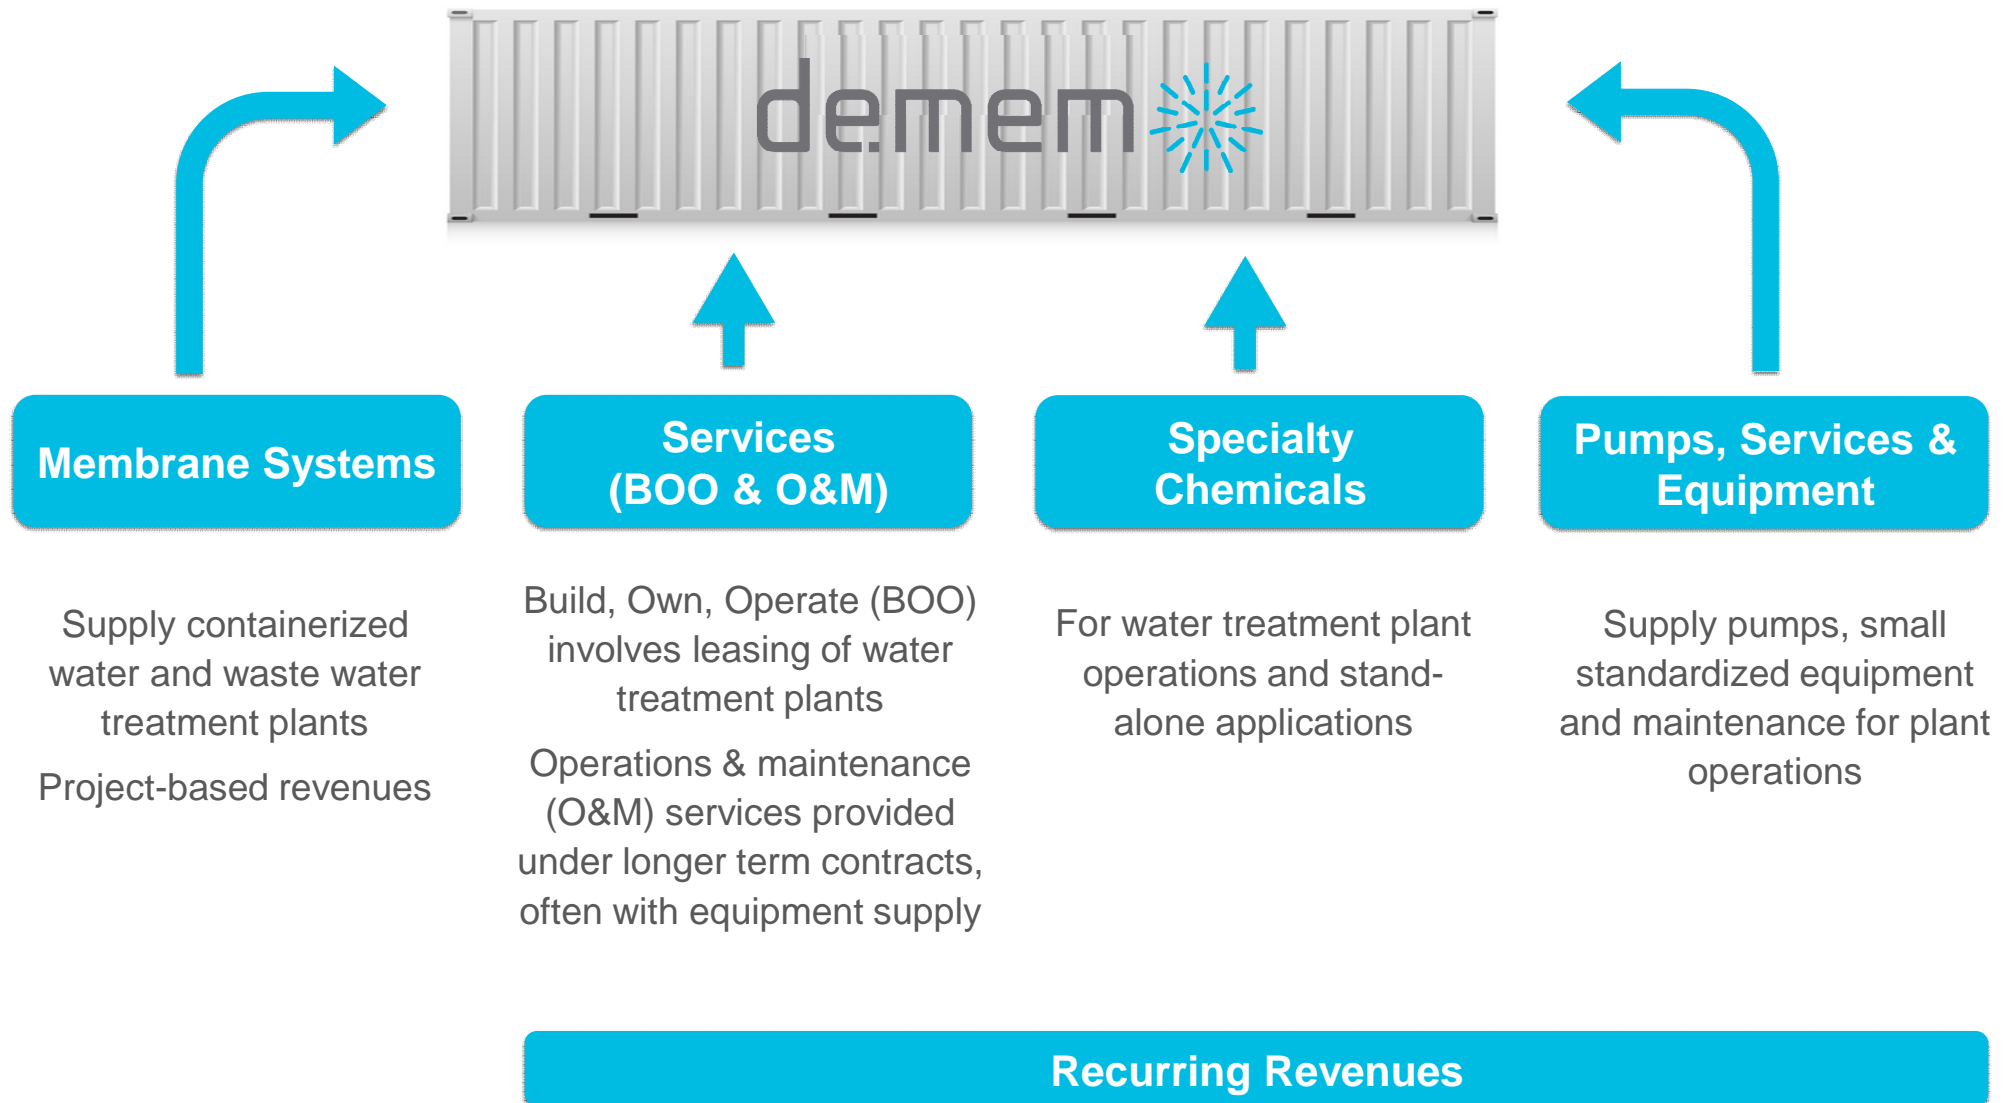 de.mem
Membrane Systems
Supply containerized
water and waste water
treatment plants
Project-based revenues
Services
(BOO & O&M)
Build, Own, Operate (BOO)
involves leasing of water
treatment plants
Operations & maintenance
(O&M) services provided
under longer term contracts,
often with equipment supply
Specialty
Chemicals
For water treatment plant
operations and stand-
alone applications
Pumps, Services &
Equipment
Supply pumps, small
standardized equipment
and maintenance for plant
operations
Recurring Revenues